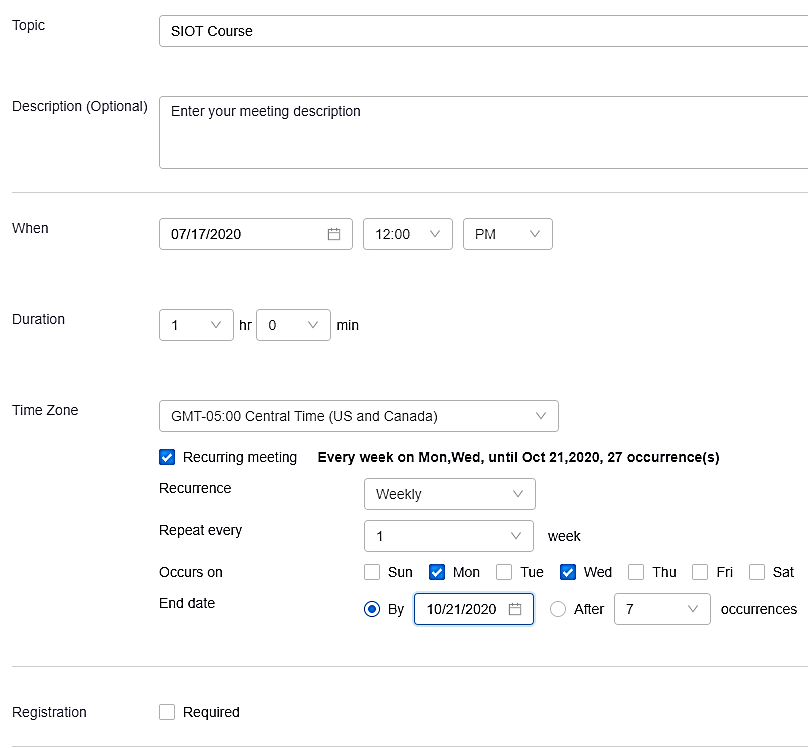 Topic SIOT Course
Description (Optional) Enter your meeting description
When 07/17/2020 12:00 PM
Duration 1 hr 0 min
Time Zone GMT-05:00 Central Time (US and Canada)
Recurring meeting Every week on Mon,Wed, until Oct 21,2020, 27 occurrence(s)
Recurrence Weekly
Repeat every 1 week
Occurs on Sun Mon Tue Wed Thu Fri Sat
End date By 10/21/2020 After 7 occurrences
Registration Required